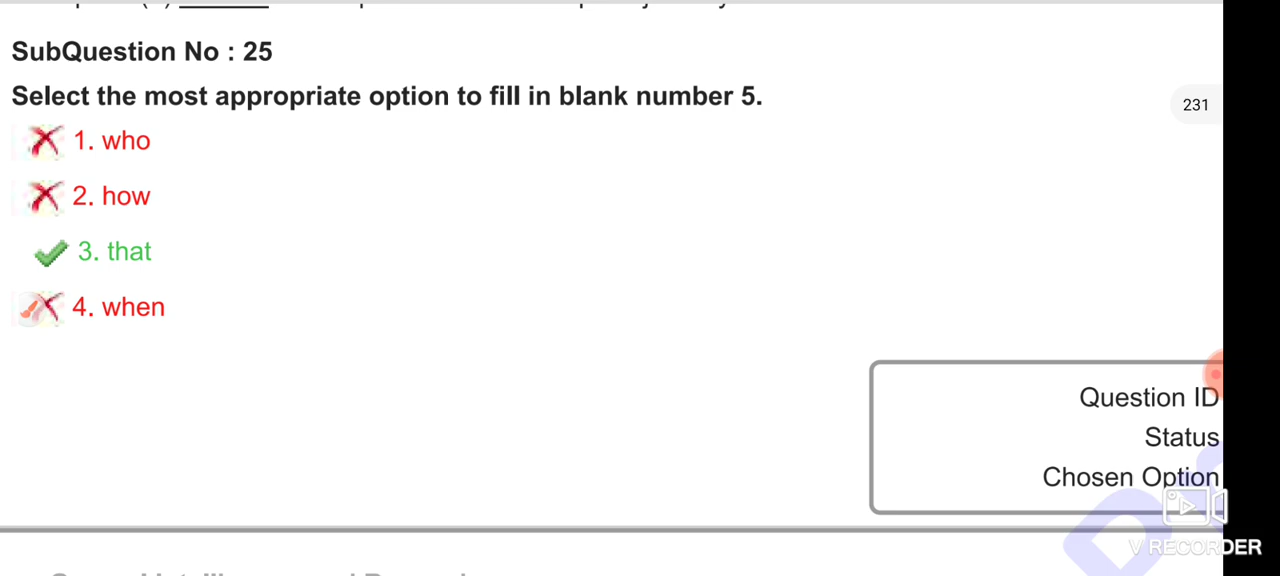 SubQuestion No : 25
Select the most appropriate option to fill in blank number 5.
231
1. who
2. how
3. that
4. when
Question ID
Status
Chosen Option
V RECORDER